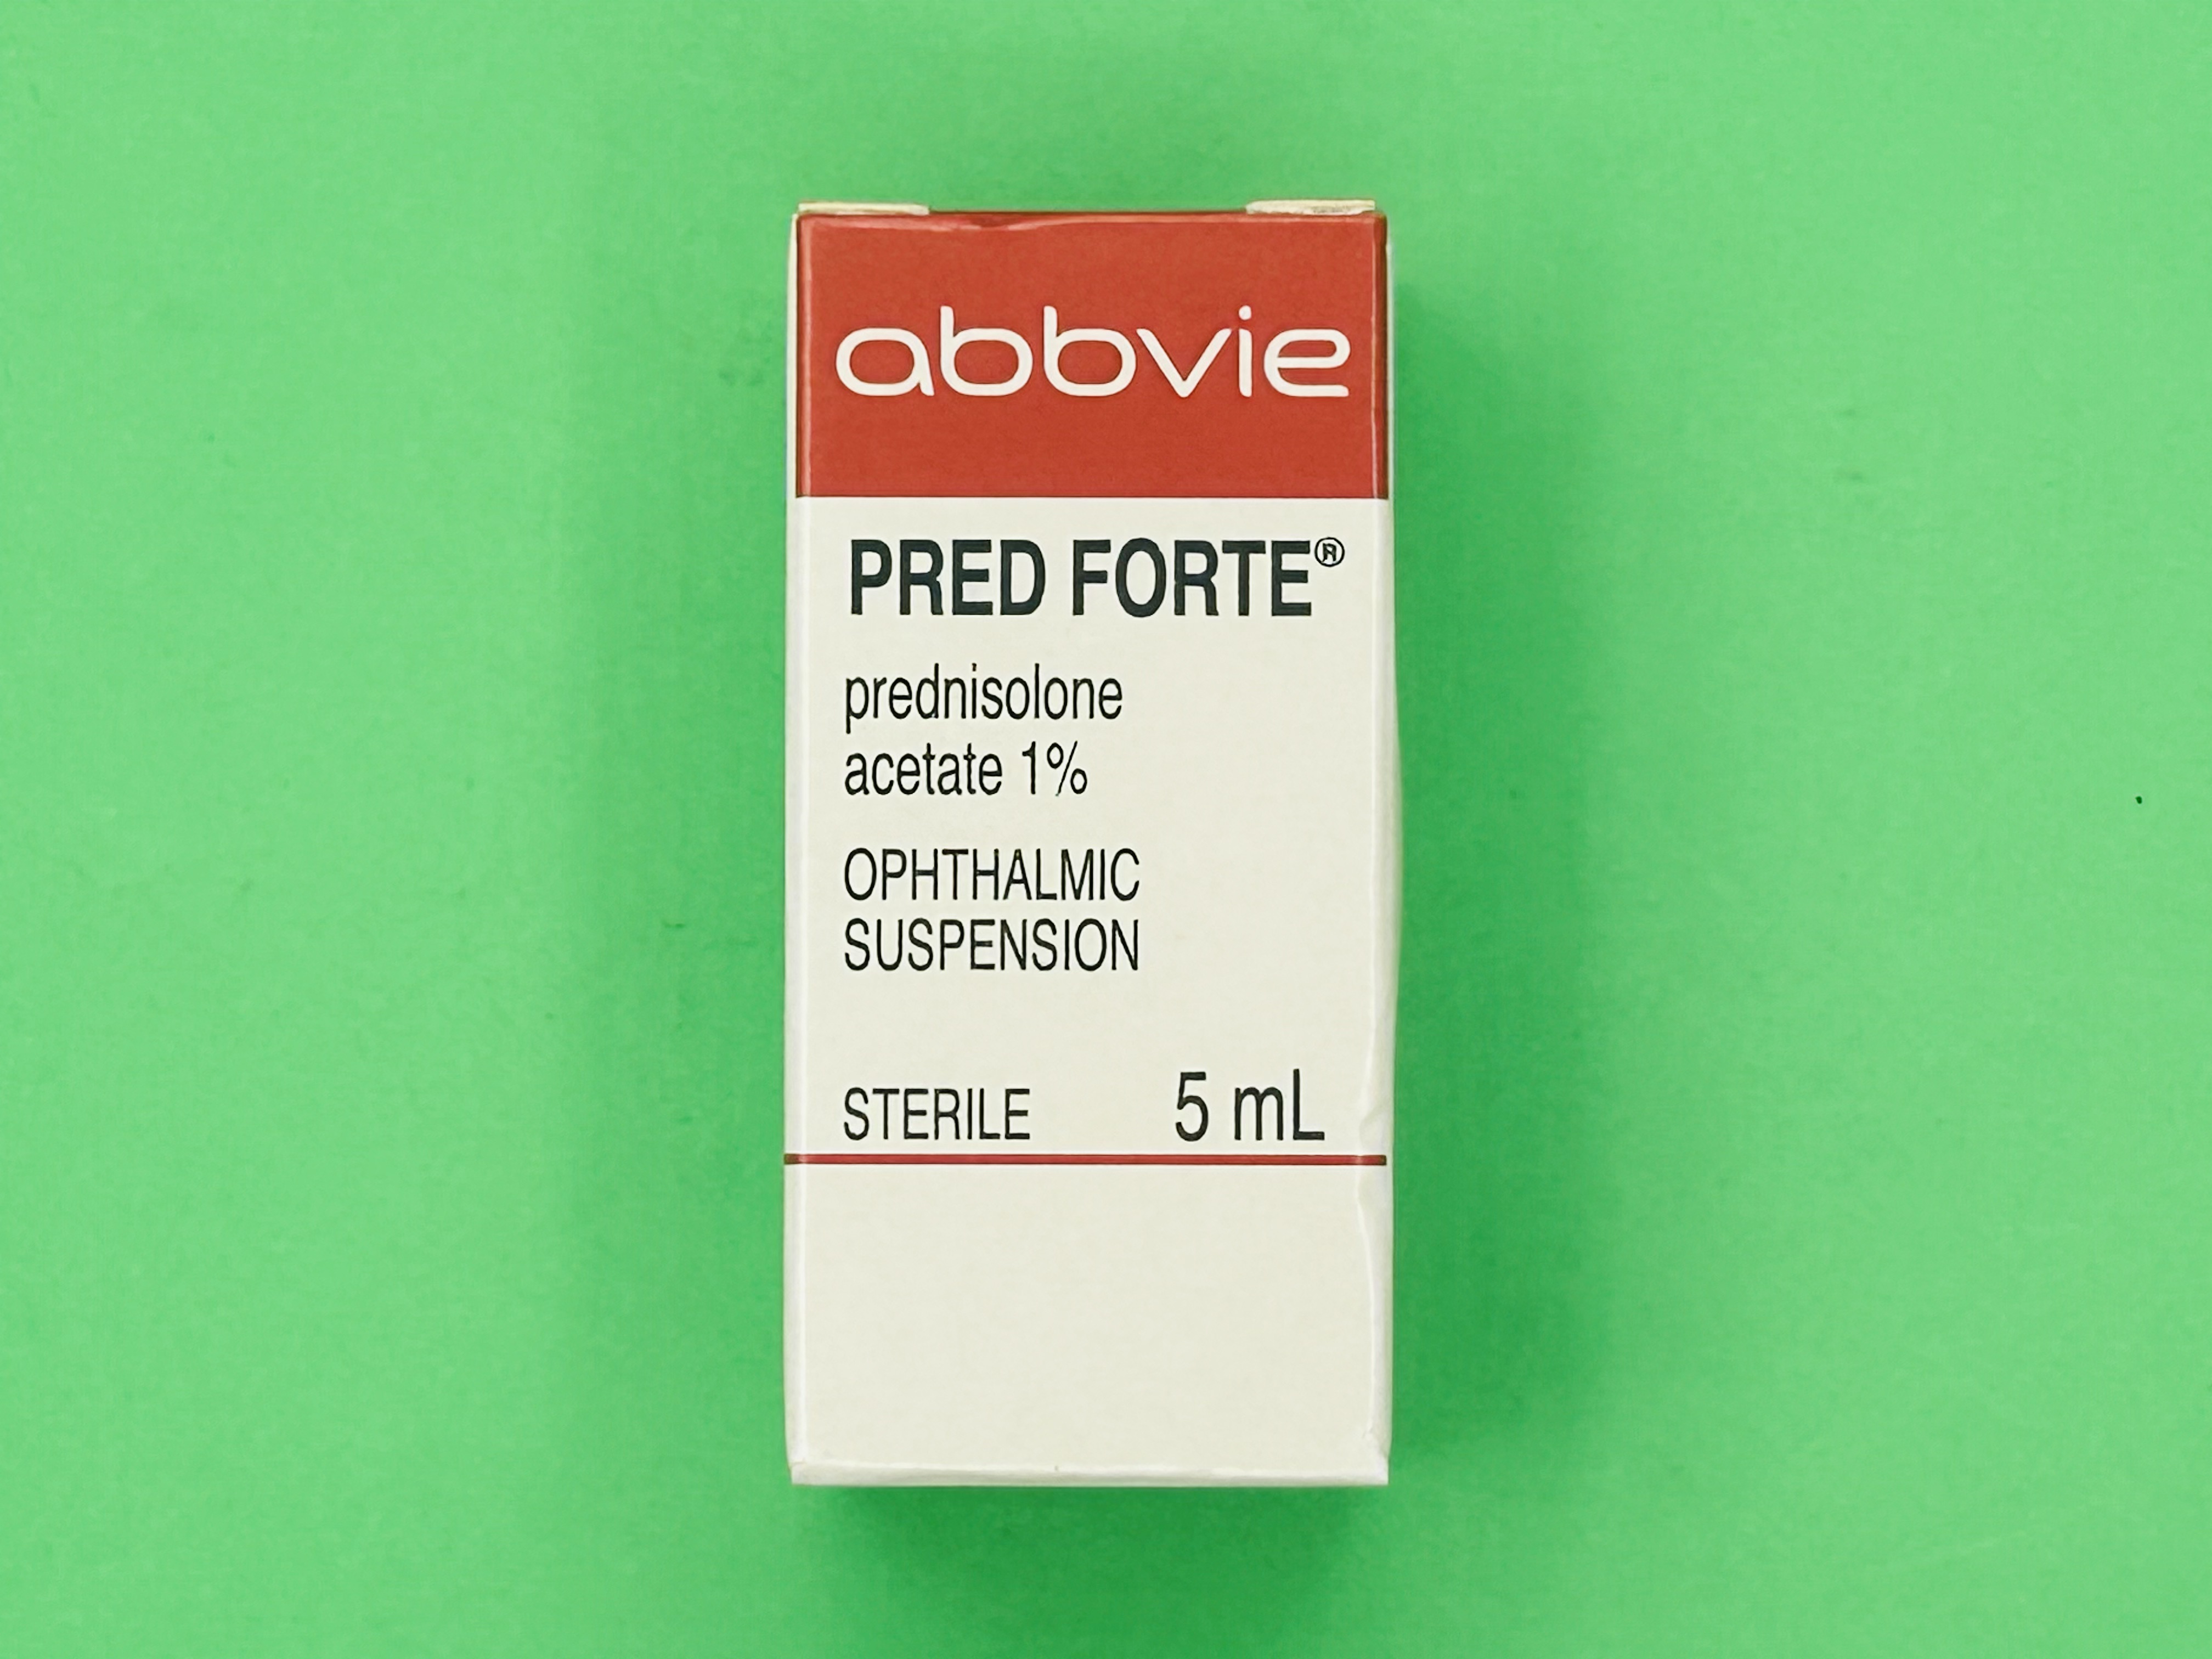 abbvie
PRED FORTE®
prednisolone
acetate 1%
OPHTHALMIC
SUSPENSION
STERILE 5 mL